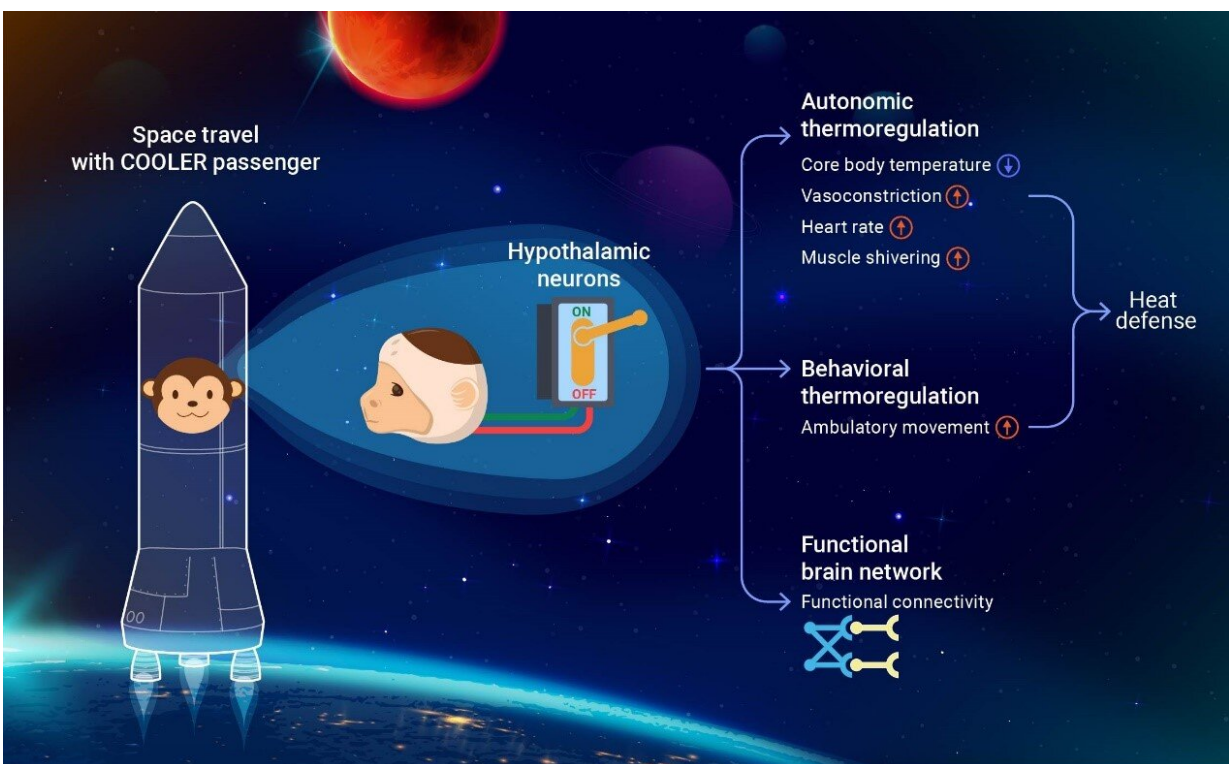 Space travel
with COOLER passenger
Hypothalamic
neurons
ON
OFF
Autonomic
thermoregulation
Core body temperature
Vasoconstriction
Heart rate
Muscle shivering
Heat
defense
Behavioral
thermoregulation
Ambulatory movement
Functional
brain network
Functional connectivity